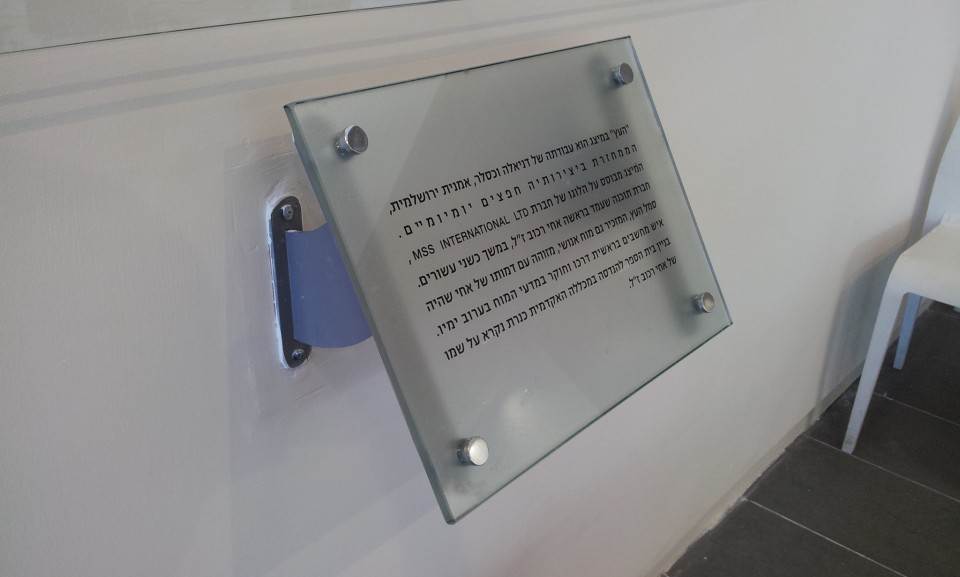 "העץ" במיצג הוא עבודתה של דניאלה וכסלר, אמנית ירושלמית,
הממחזרת ביצירותיה חפצים יומיומיים.
המיצג מבוסס על הלוגו של חברת MSS INTERNATIONAL LTD,
חברת תוכנה שעמד בראשה אחי רכוב ז"ל, במשך כשני עשורים.
סמל העץ, המזכיר גם מוח אנושי, מזוהה עם דמותו של אחי שהיה
איש מחשבים בראשית דרכו וחוקר במדעי המוח בערוב ימיו.
בניין בית הספר להנדסה במכללה האקדמית כנרת נקרא על שמו
של אחי רכוב ז"ל.